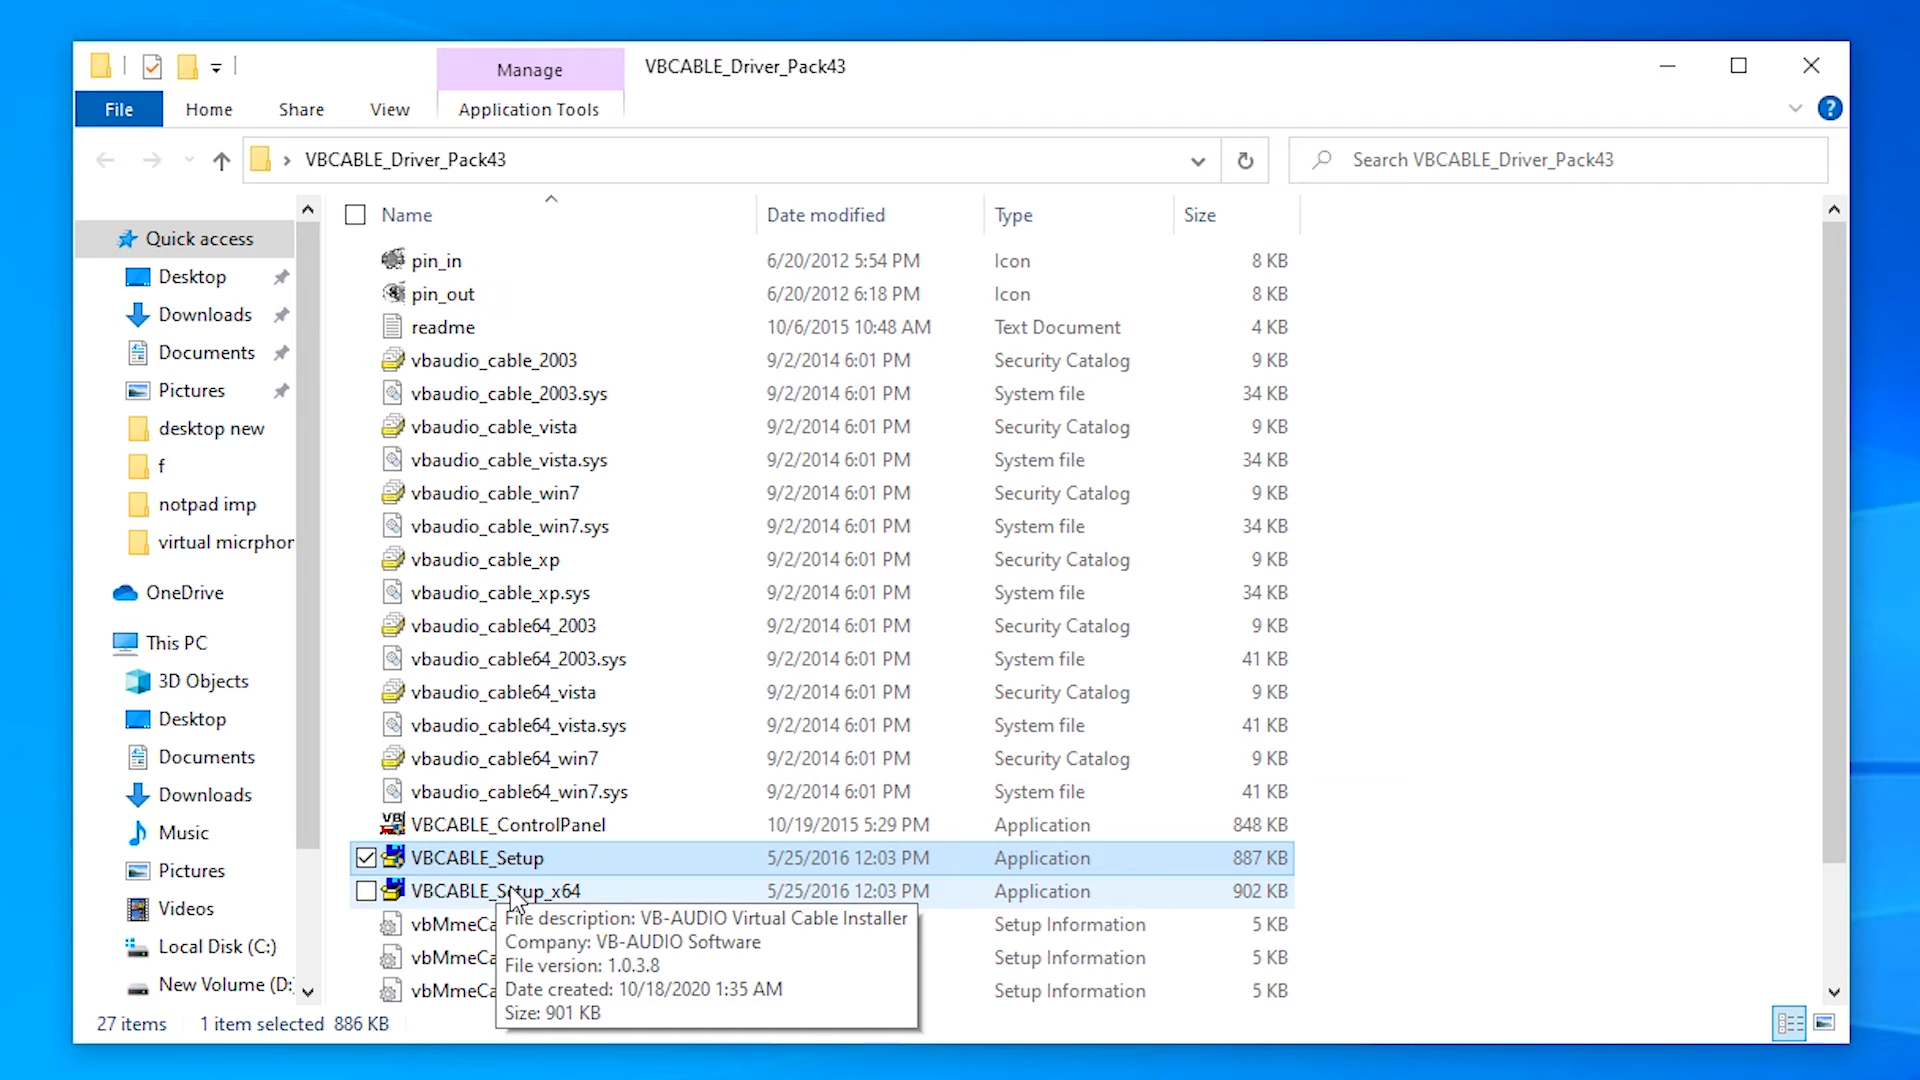 Manage
VBCABLE_Driver_Pack43
File
Home
Share
View
Application Tools
?
VBCABLE_Driver_Pack43
Search VBCABLE_Driver_Pack43
Quick access
Desktop
Downloads
Documents
Pictures
desktop new
f
notpad imp
virtual micrphor
OneDrive
This PC
3D Objects
Desktop
Documents
Downloads
Music
Pictures
Videos
Local Disk (C:)
New Volume (D:
Name Date modified Type Size
pin_in 6/20/2012 5:54 PM Icon 8 KB
pin_out 6/20/2012 6:18 PM Icon 8 KB
readme 10/6/2015 10:48 AM Text Document 4 KB
vbaudio_cable_2003 9/2/2014 6:01 PM Security Catalog 9 KB
vbaudio_cable_2003.sys 9/2/2014 6:01 PM System file 34 KB
vbaudio_cable_vista 9/2/2014 6:01 PM Security Catalog 9 KB
vbaudio_cable_vista.sys 9/2/2014 6:01 PM System file 34 KB
vbaudio_cable_win7 9/2/2014 6:01 PM Security Catalog 9 KB
vbaudio_cable_win7.sys 9/2/2014 6:01 PM System file 34 KB
vbaudio_cable_xp 9/2/2014 6:01 PM Security Catalog 9 KB
vbaudio_cable_xp.sys 9/2/2014 6:01 PM System file 34 KB
vbaudio_cable64_2003 9/2/2014 6:01 PM Security Catalog 9 KB
vbaudio_cable64_2003.sys 9/2/2014 6:01 PM System file 41 KB
vbaudio_cable64_vista 9/2/2014 6:01 PM Security Catalog 9 KB
vbaudio_cable64_vista.sys 9/2/2014 6:01 PM System file 41 KB
vbaudio_cable64_win7 9/2/2014 6:01 PM Security Catalog 9 KB
vbaudio_cable64_win7.sys 9/2/2014 6:01 PM System file 41 KB
VBCABLE_ControlPanel 10/19/2015 5:29 PM Application 848 KB
VBCABLE_Setup 5/25/2016 12:03 PM Application 887 KB
VBCABLE_Setup_x64 5/25/2016 12:03 PM Application 902 KB
vbMmeCa Setup Information 5 KB
vbMmeCa Setup Information 5 KB
vbMmeCa Setup Information 5 KB
File description: VB-AUDIO Virtual Cable Installer
Company: VB-AUDIO Software
File version: 1.0.3.8
Date created: 10/18/2020 1:35 AM
Size: 901 KB
27 items 1 item selected 886 KB